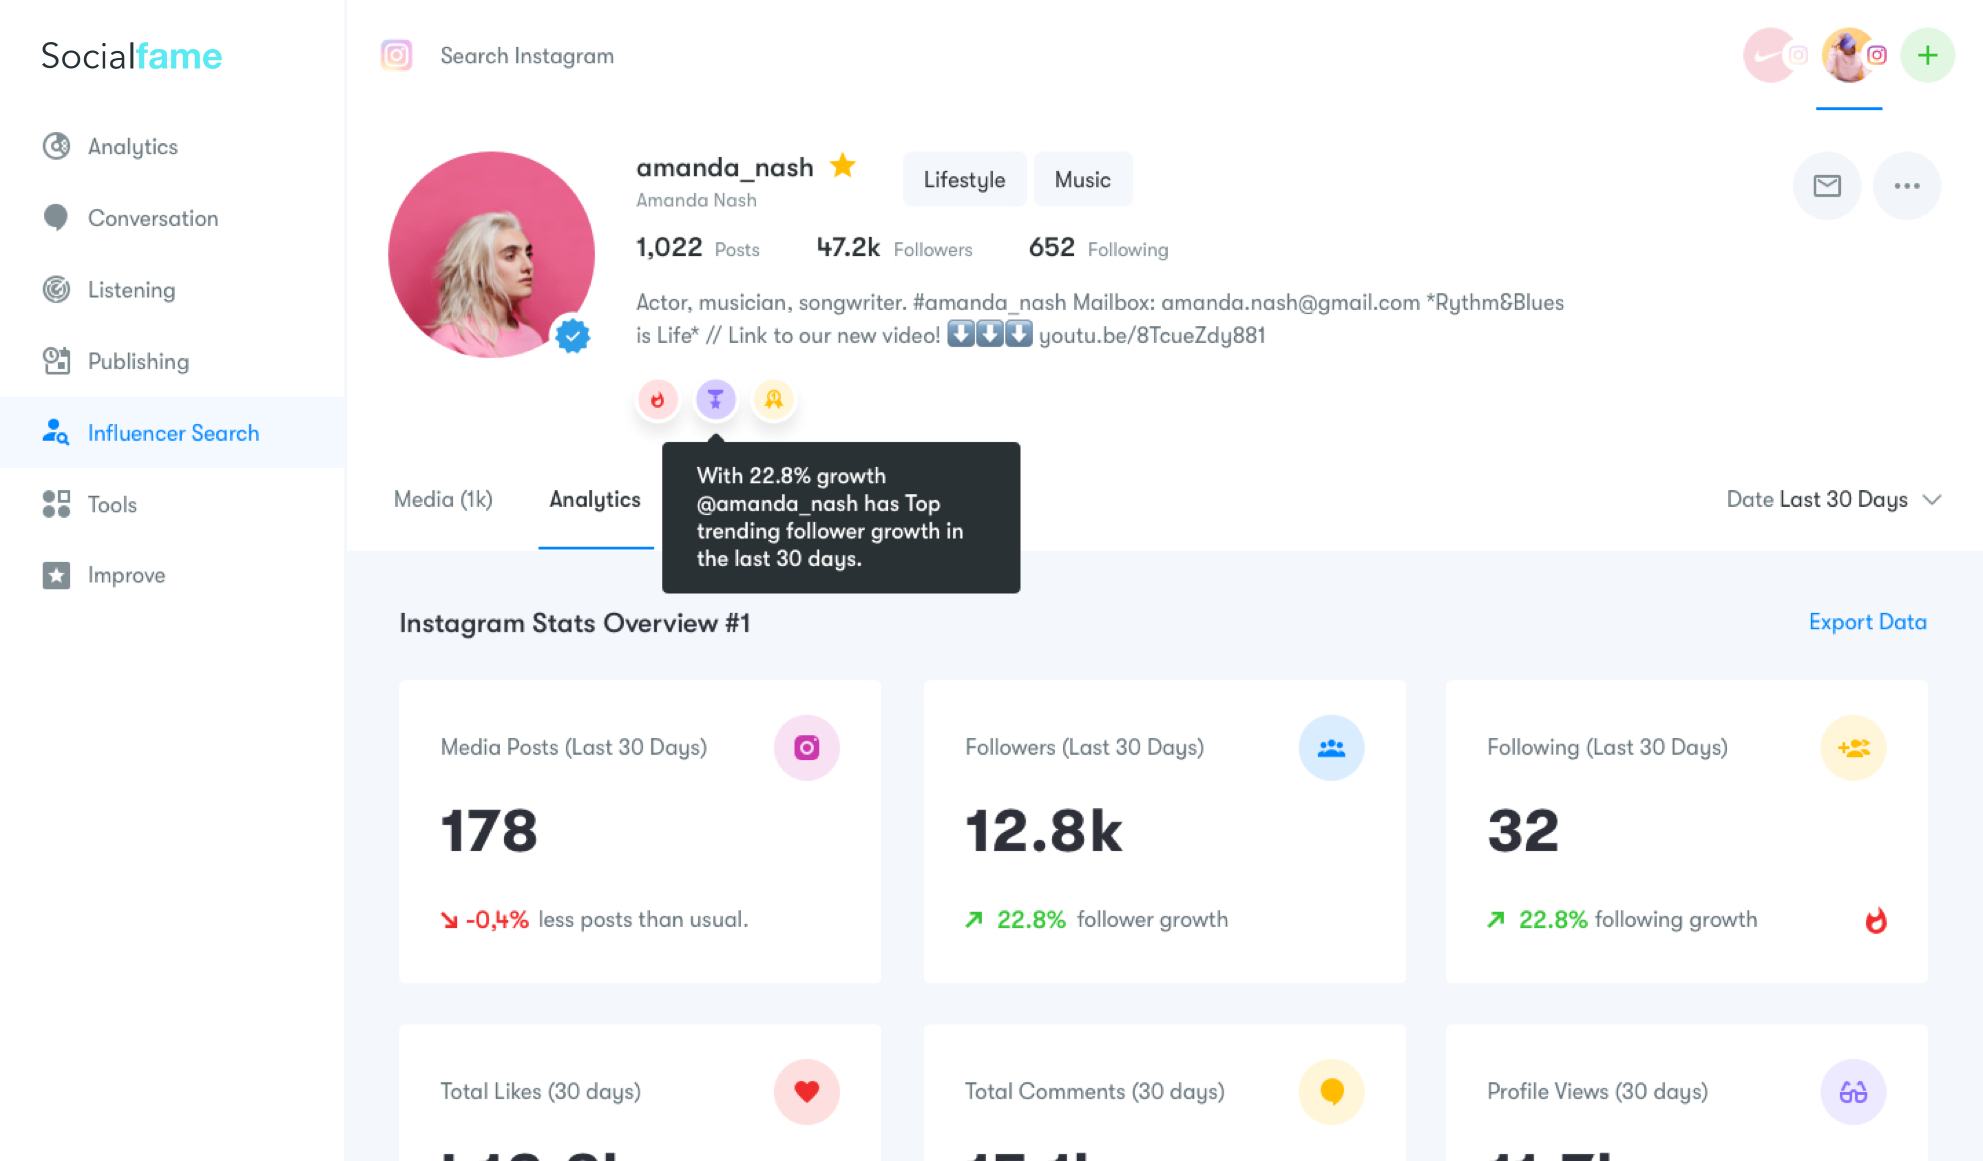 Socialfame
Search Instagram
Analytics
Conversation
Listening
Publishing
Influencer Search
Tools
Improve
amanda_nash
Lifestyle
Music
Amanda Nash
1,022 Posts
47.2k Followers
652 Following
Actor, musician, songwriter. #amanda_nash Mailbox: amanda.nash@gmail.com *Rythm&Blues
is Life* // Link to our new video! ⬇️⬇️⬇️ youtu.be/8TcueZdy881
With 22.8% growth
@amanda_nash has Top
trending follower growth in
the last 30 days.
Media (1k)
Analytics
Date Last 30 Days
Instagram Stats Overview #1
Export Data
Media Posts (Last 30 Days)
178
-0,4% less posts than usual.
Followers (Last 30 Days)
12.8k
22.8% follower growth
Following (Last 30 Days)
32
22.8% following growth
Total Likes (30 days)
Total Comments (30 days)
Profile Views (30 days)